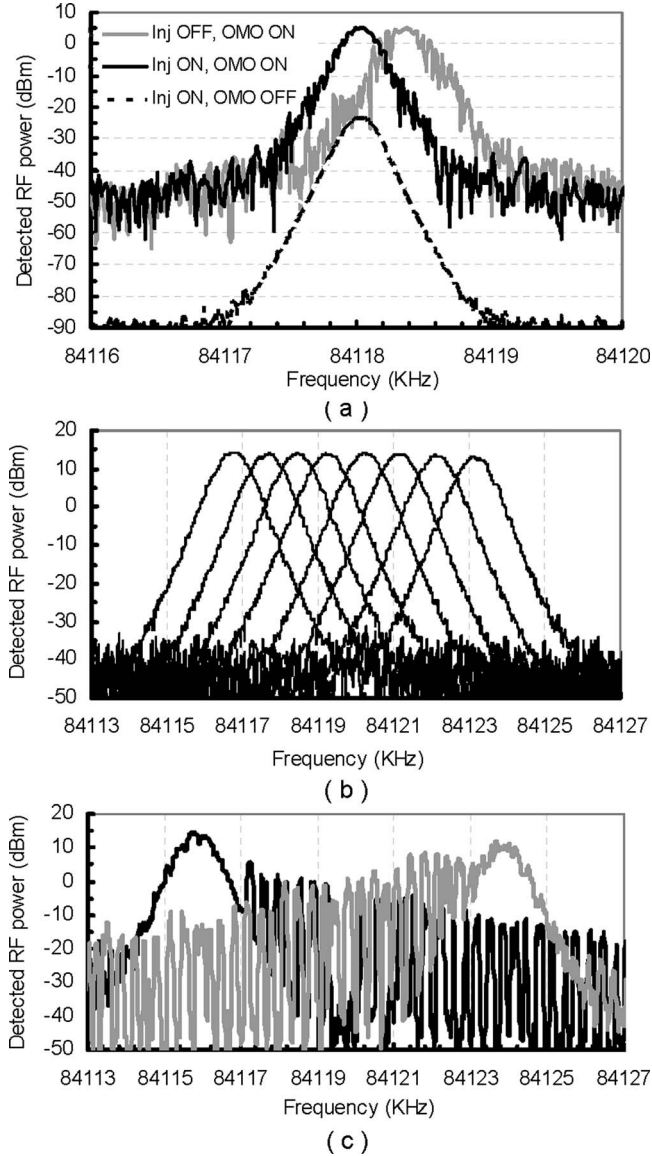 10
0
-10
-20
-30
-40
-50
-60
-70
-80
-90
Detected RF power (dBm)
Inj OFF, OMO ON
Inj ON, OMO ON
Inj ON, OMO OFF
84116 84117 84118 84119 84120
Frequency (KHz)
( a )
20
10
0
-10
-20
-30
-40
-50
Detected RF power (dBm)
84113 84115 84117 84119 84121 84123 84125 84127
Frequency (KHz)
( b )
20
10
0
-10
-20
-30
-40
-50
Detected RF power (dBm)
84113 84115 84117 84119 84121 84123 84125 84127
Frequency (KHz)
( c )